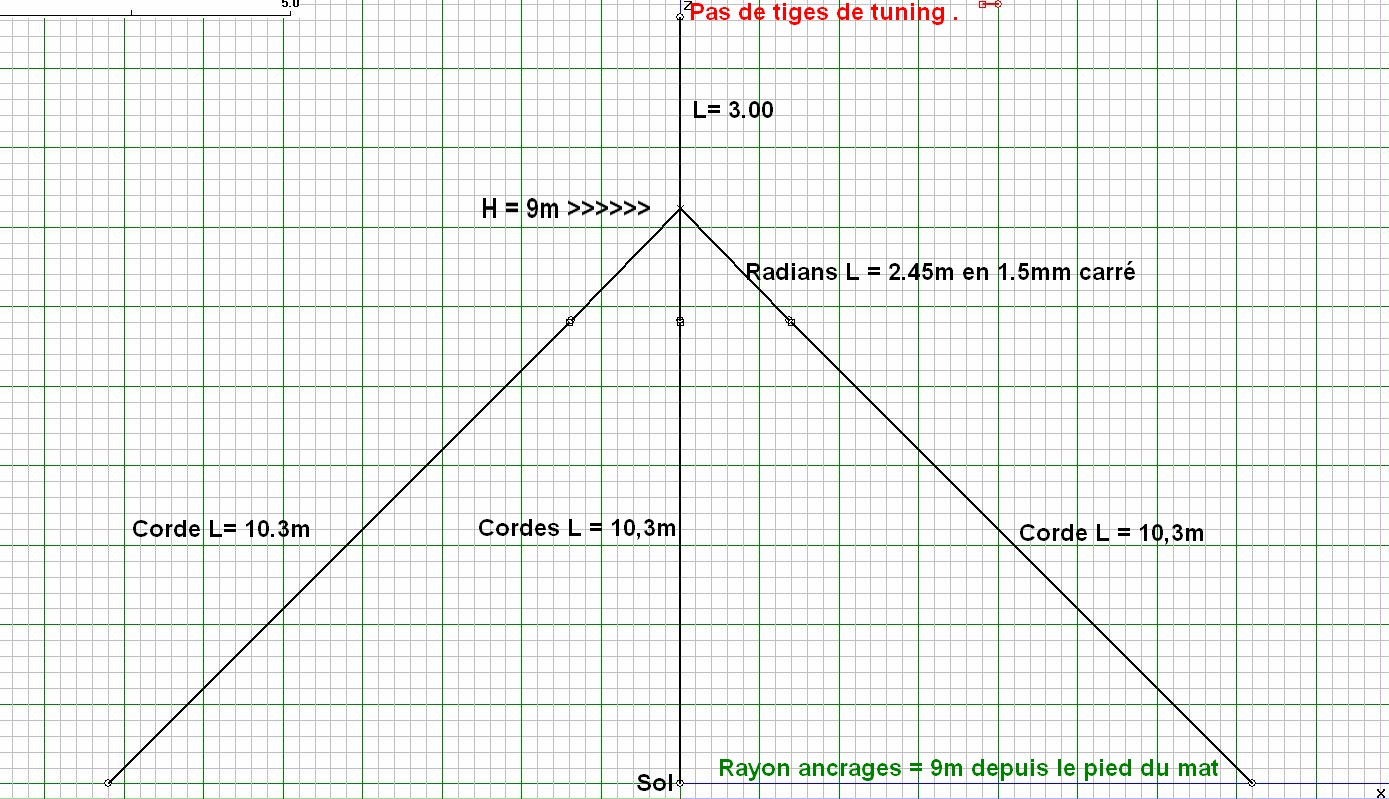 5.0
Z
Pas de tiges de tuning .
L= 3.00
H = 9m >>>>>>
Radians L = 2.45m en 1.5mm carré
Corde L= 10.3m
Cordes L = 10,3m
Corde L = 10,3m
Rayon ancrages = 9m depuis le pied du mat
Sol
X